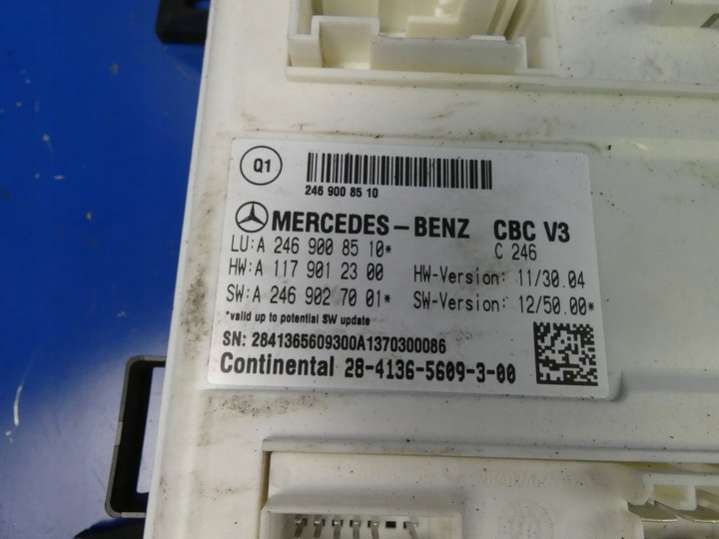 Q1
246 900 85 10
MERCEDES-BENZ CBC V3
LU: A 246 900 85 10* C 246
HW: A 117 901 23 00 HW-Version: 11/30.04
SW: A 246 902 70 01* SW-Version: 12/50.00*
*valid up to potential SW update
SN: 2841365609300A1370300086
Continental 28-4136-5609-3-00